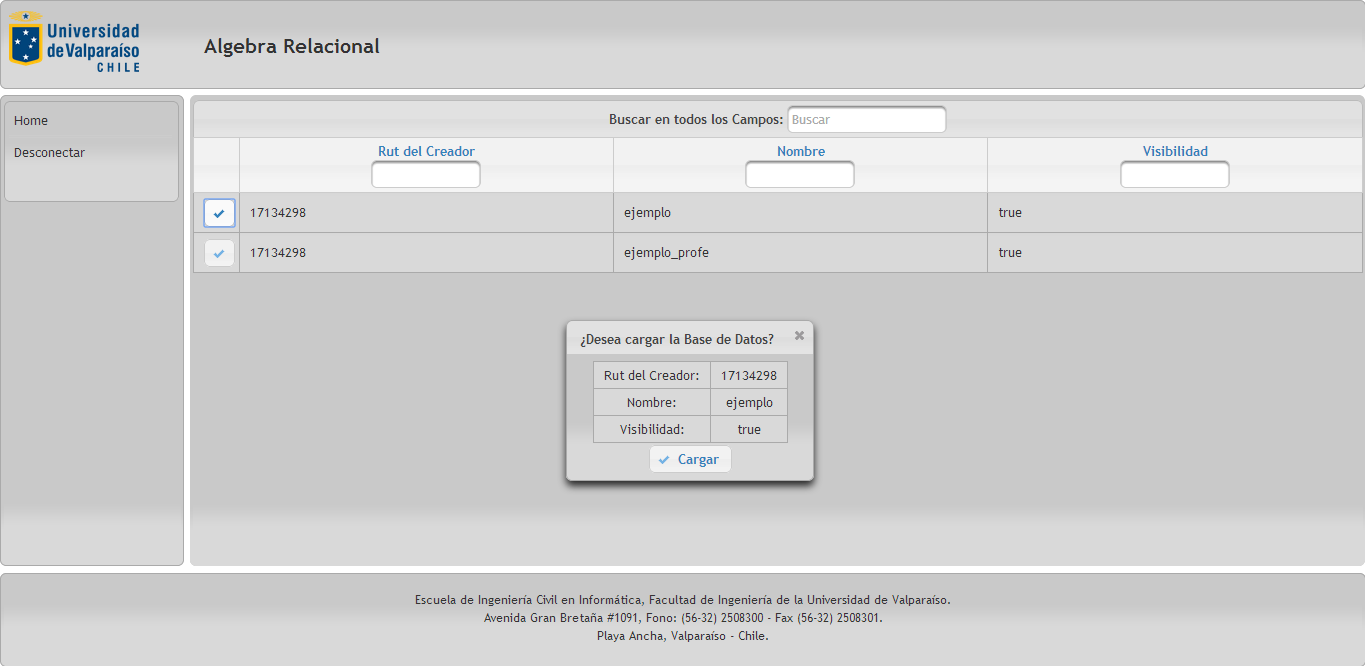 Universidad
de Valparaíso
CHILE
Algebra Relacional
Home
Desconectar
Buscar en todos los Campos: Buscar
Rut del Creador Nombre Visibilidad
17134298 ejemplo true
17134298 ejemplo_profe true
¿Desea cargar la Base de Datos?
Rut del Creador: 17134298
Nombre: ejemplo
Visibilidad: true
Cargar
Escuela de Ingeniería Civil en Informática, Facultad de Ingeniería de la Universidad de Valparaíso.
Avenida Gran Bretaña #1091, Fono: (56-32) 2508300 - Fax (56-32) 2508301.
Playa Ancha, Valparaíso - Chile.